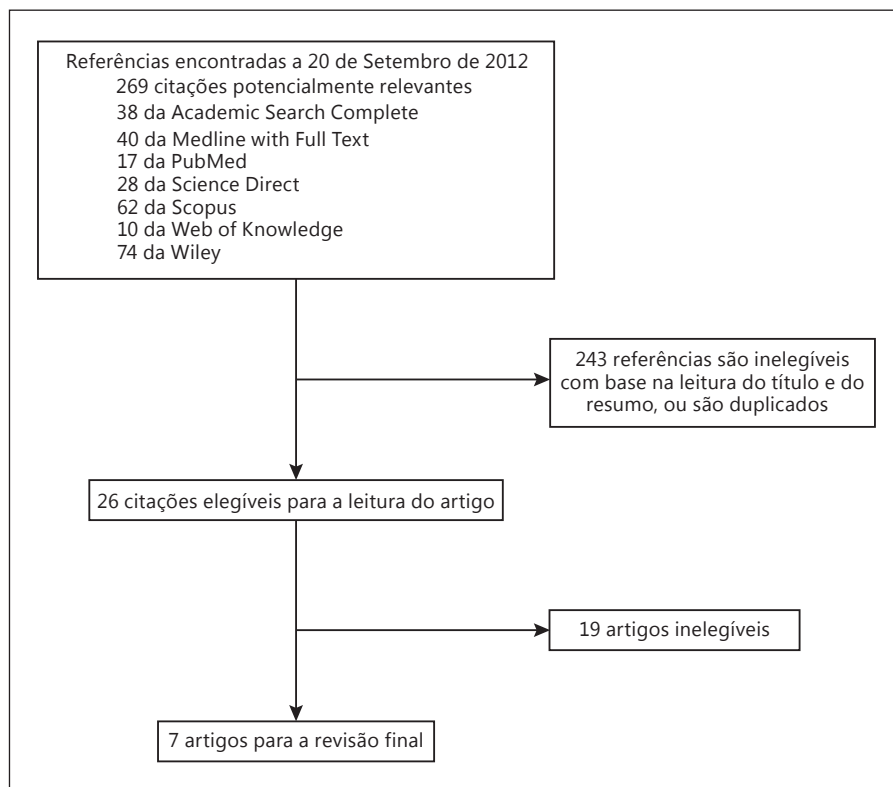 Referências encontradas a 20 de Setembro de 2012
269 citações potencialmente relevantes
38 da Academic Search Complete
40 da Medline with Full Text
17 da PubMed
28 da Science Direct
62 da Scopus
10 da Web of Knowledge
74 da Wiley
243 referências são inelegíveis
com base na leitura do título e do
resumo, ou são duplicados
26 citações elegíveis para a leitura do artigo
19 artigos inelegíveis
7 artigos para a revisão final